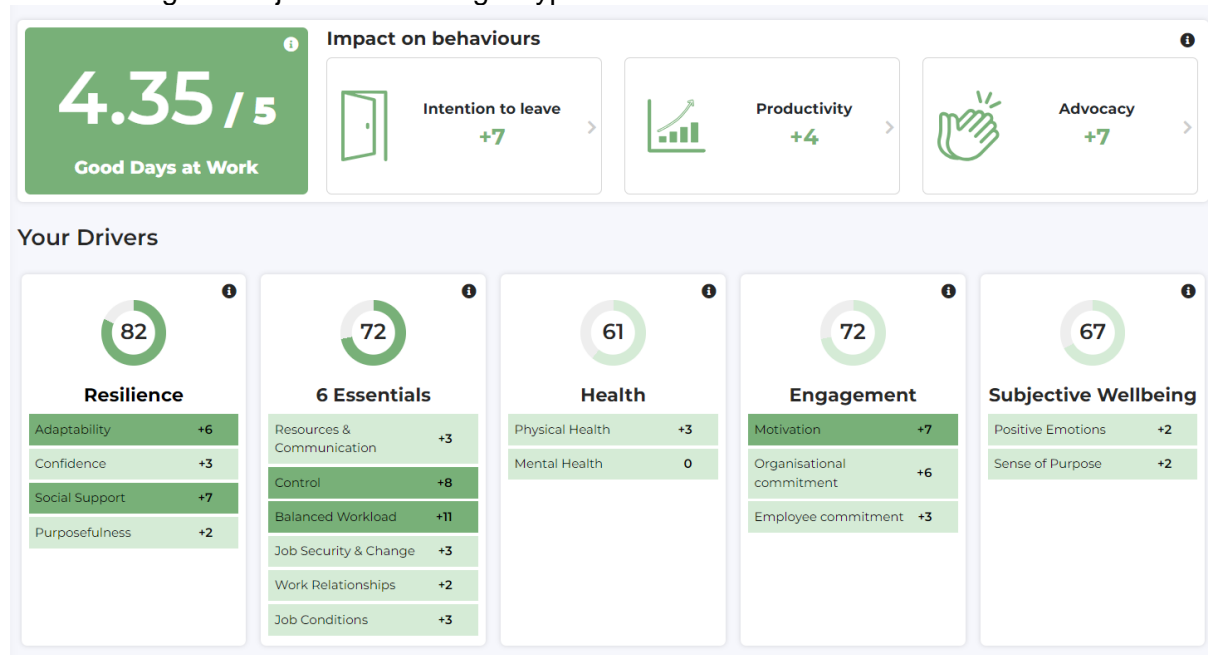 Impact on behaviours
4.35 / 5
Good Days at Work
Intention to leave
+7
Productivity
+4
Advocacy
+7
Your Drivers
82
Resilience
Adaptability +6
Confidence +3
Social Support +7
Purposefulness +2
72
6 Essentials
Resources &
Communication
+3
Control +8
Balanced Workload +11
Job Security & Change +3
Work Relationships +2
Job Conditions +3
61
Health
Physical Health +3
Mental Health 0
72
Engagement
Motivation +7
Organisational
commitment
+6
Employee commitment +3
67
Subjective Wellbeing
Positive Emotions +2
Sense of Purpose +2